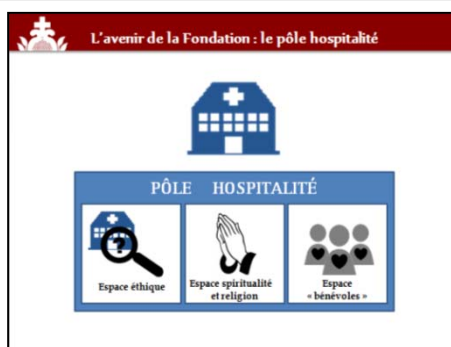 L'avenir de la Fondation : le pôle hospitalité
PÔLE HOSPITALITÉ
?
Espace éthique
Espace spiritualité
et religion
Espace
« bénévoles »